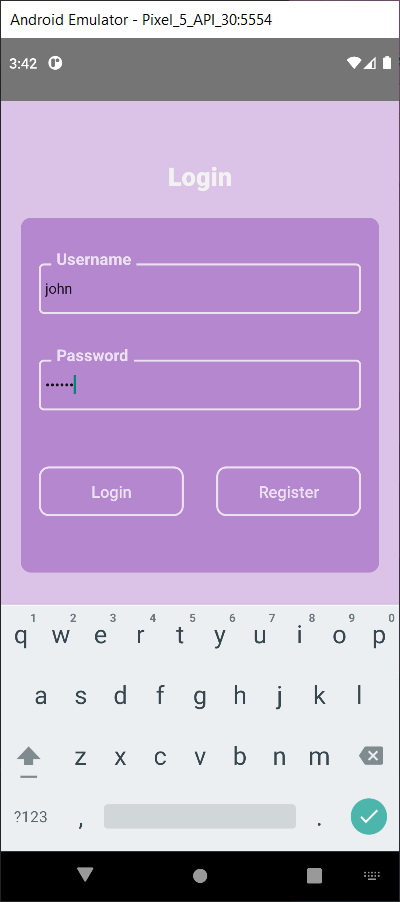 Android Emulator - Pixel_5_API_30:5554
3:42
Login
Username
john
Password
••••••
Login Register
1 2 3 4 5 6 7 8 9 0
q w e r t y u i o p
a s d f g h j k l
z x c v b n m
?123 , .